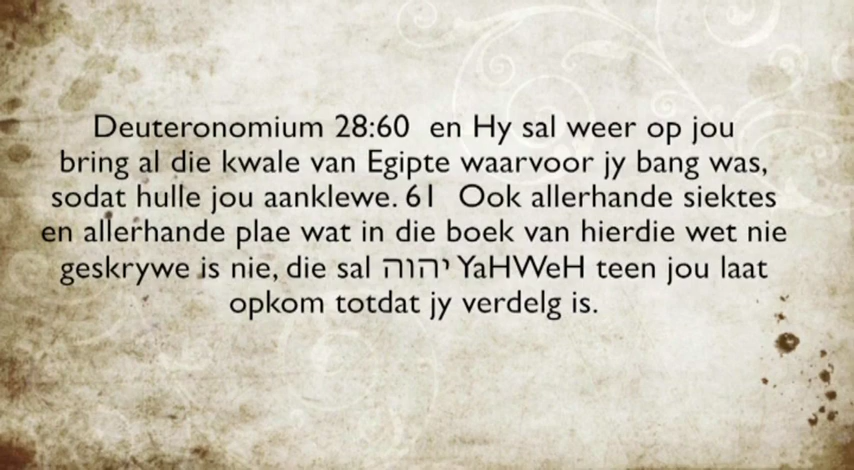 Deuteronomium 28:60  en Hy sal weer op jou
bring al die kwale van Egipte waarvoor jy bang was,
sodat hulle jou aanklewe. 61  Ook allerhande siektes
en allerhande plae wat in die boek van hierdie wet nie
geskrywe is nie, die sal יהוה YaHWeH teen jou laat
opkom totdat jy verdelg is.